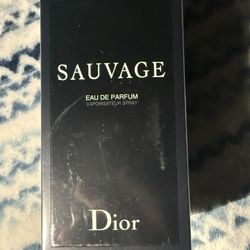 SAUVAGE
EAU DE PARFUM
VAPORISATEUR SPRAY
Dior